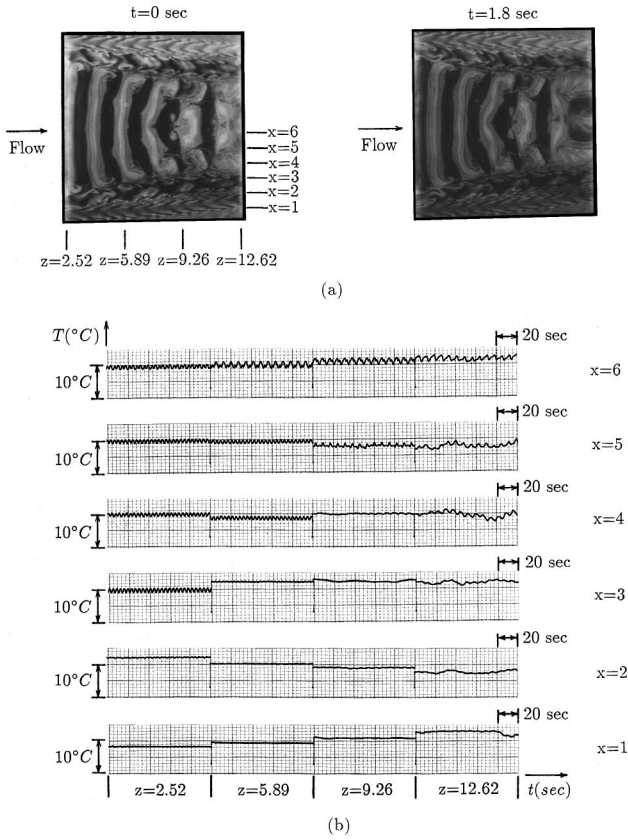 t=0 sec
t=1.8 sec
Flow
x=6
x=5
x=4
x=3
x=2
x=1
Flow
z=2.52 z=5.89 z=9.26 z=12.62
(a)
T(°C)
20 sec
10°C
x=6
20 sec
10°C
x=5
20 sec
10°C
x=4
20 sec
10°C
x=3
20 sec
10°C
x=2
20 sec
10°C
x=1
z=2.52 z=5.89 z=9.26 z=12.62 t(sec)
(b)